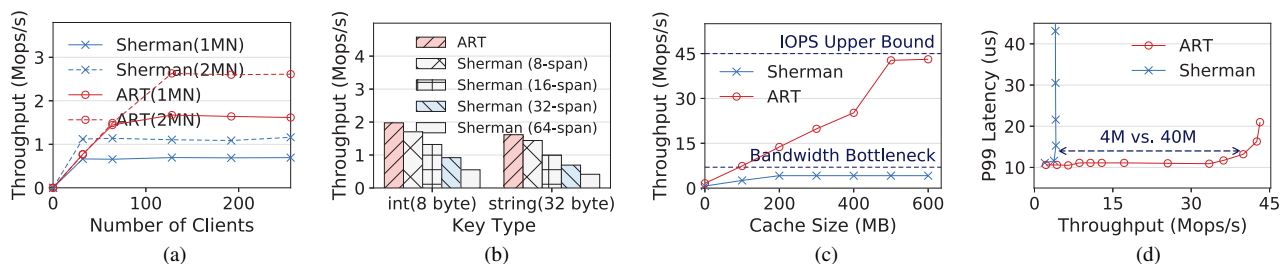 Throughput (Mops/s)
3
2
1
0
0
100
200
Number of Clients
Sherman(1MN)
Sherman(2MN)
ART(1MN)
ART(2MN)
(a)
Throughput (Mops/s)
5
4
3
2
1
0
ART
Sherman (8-span)
Sherman (16-span)
Sherman (32-span)
Sherman (64-span)
int(8 byte)
string(32 byte)
Key Type
(b)
Throughput (Mops/s)
45
30
15
0
IOPS Upper Bound
Sherman
ART
Bandwidth Bottleneck
0
200
400
600
Cache Size (MB)
(c)
P99 Latency (us)
40
30
20
10
ART
Sherman
4M vs. 40M
0
15
30
45
Throughput (Mops/s)
(d)